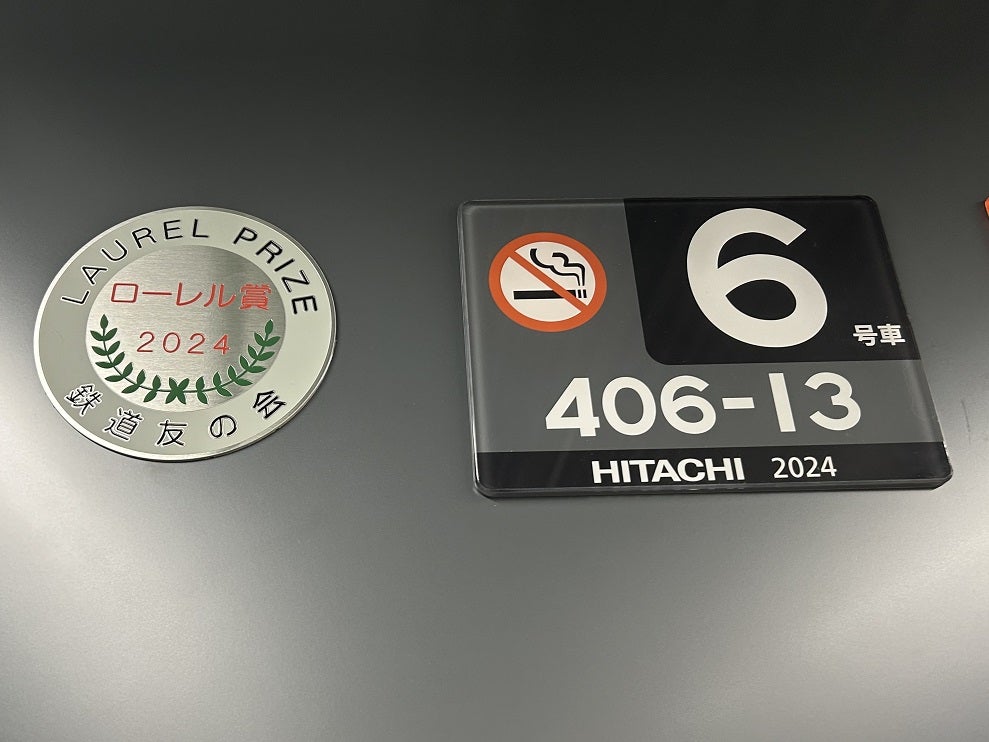 LAUREL PRIZE
ローレル賞
2024
鉄道友の会
6号車
406-13
HITACHI 2024